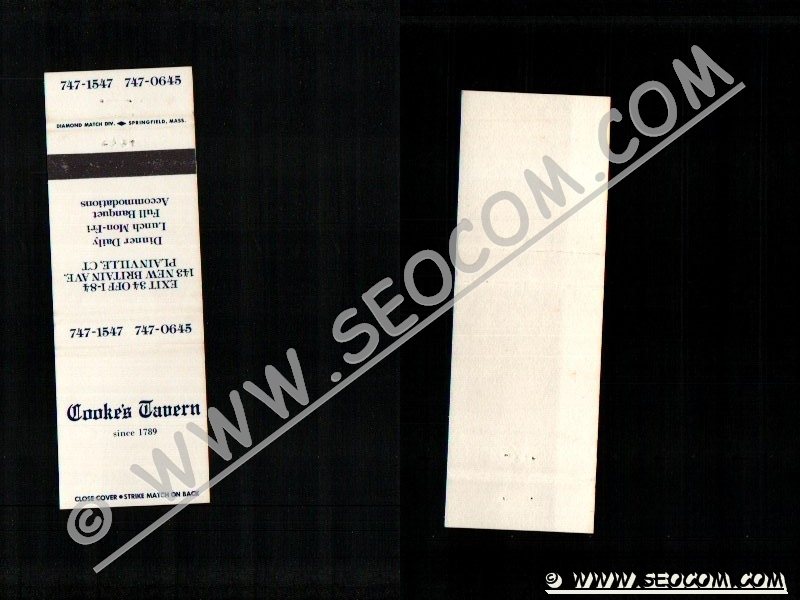 747-1547 747-0645
DIAMOND MATCH DIV. SPRINGFIELD, MASS.
EXIT 34 OFF I-84
143 NEW BRITAIN AVE.
PLAINVILLE, CT
Dinner Daily
Lunch Mon-Fri
Full Banquet
Accommodations
747-1547 747-0645
Cooke's Tavern
since 1789
CLOSE COVER • STRIKE MATCH ON BACK
© WWW.SEOCOM.COM
© WWW.SEOCOM.COM